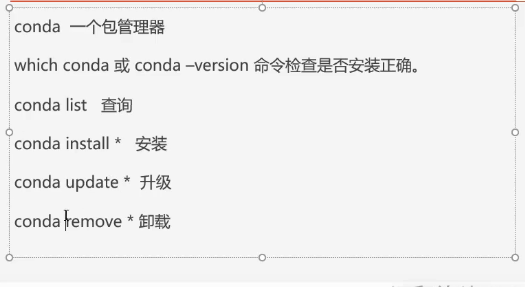 conda 一个包管理器
which conda 或 conda –version 命令检查是否安装正确。
conda list 查询
conda install * 安装
conda update * 升级
conda remove * 卸载